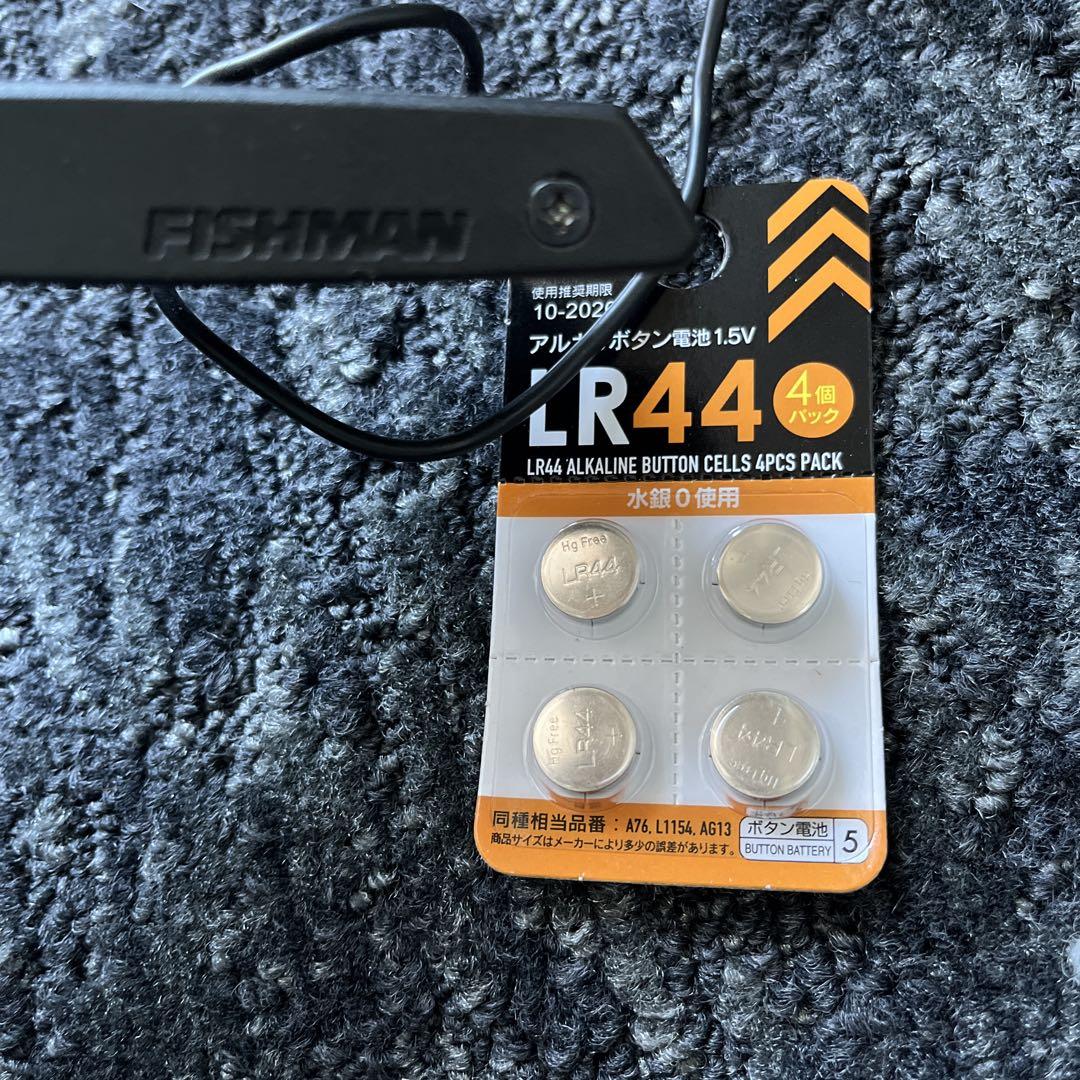 FISHMAN
使用推奨期限
10-2026
ボタン電池1.5V
LR44
4個
パック
LR44 ALKALINE BUTTON CELLS 4PCS PACK
水銀0使用
Hg Free
LR44
+
LR44
Hg Free
LR44
+
LR44
同種相当品番：A76, L1154, AG13
商品サイズはメーカーにより多少の誤差があります。
ボタン電池
BUTTON BATTERY
5